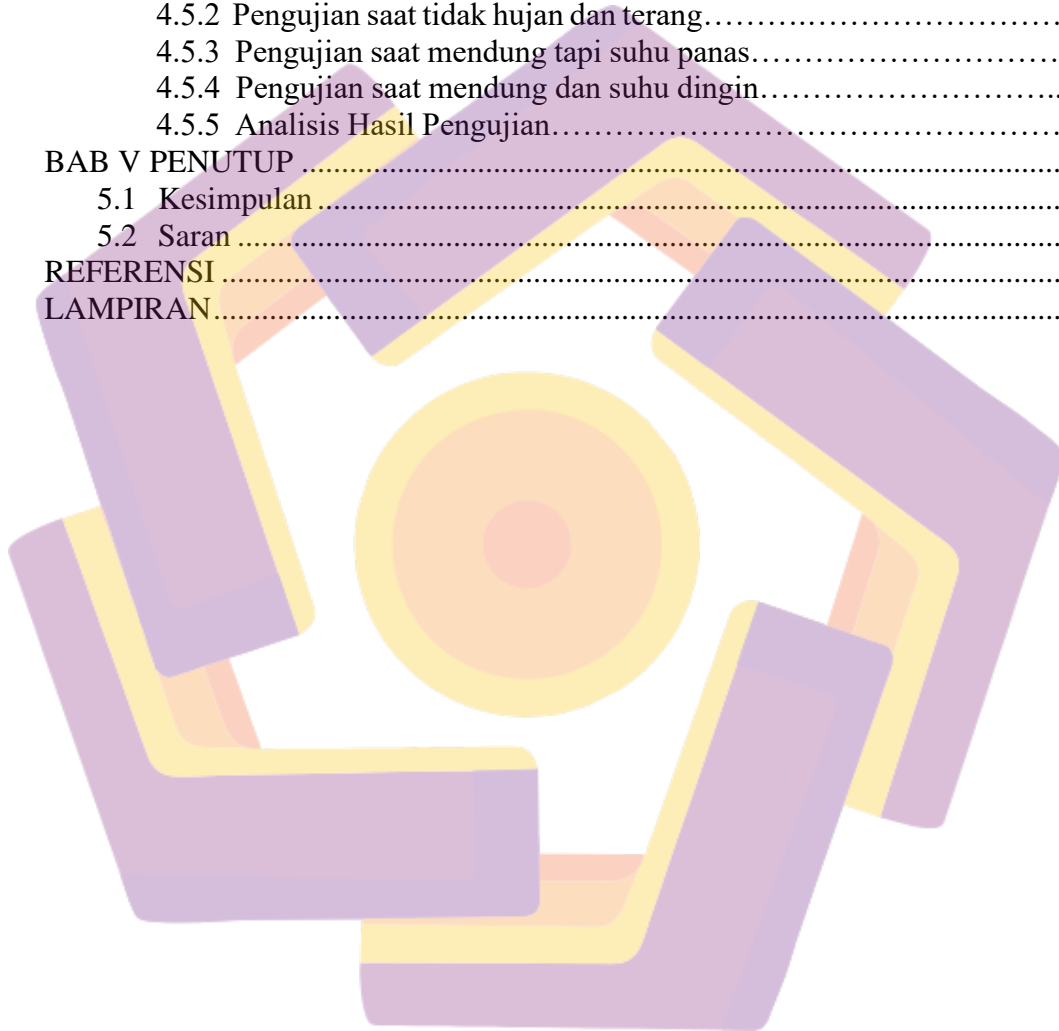 4.5.2 Pengujian saat tidak hujan dan terang……………………………
4.5.3 Pengujian saat mendung tapi suhu panas…………………………
4.5.4 Pengujian saat mendung dan suhu dingin…………………………
4.5.5 Analisis Hasil Pengujian……………………………………………
BAB V PENUTUP ..........................................................................................
5.1 Kesimpulan ..........................................................................................
5.2 Saran ....................................................................................................
REFERENSI ....................................................................................................
LAMPIRAN.....................................................................................................